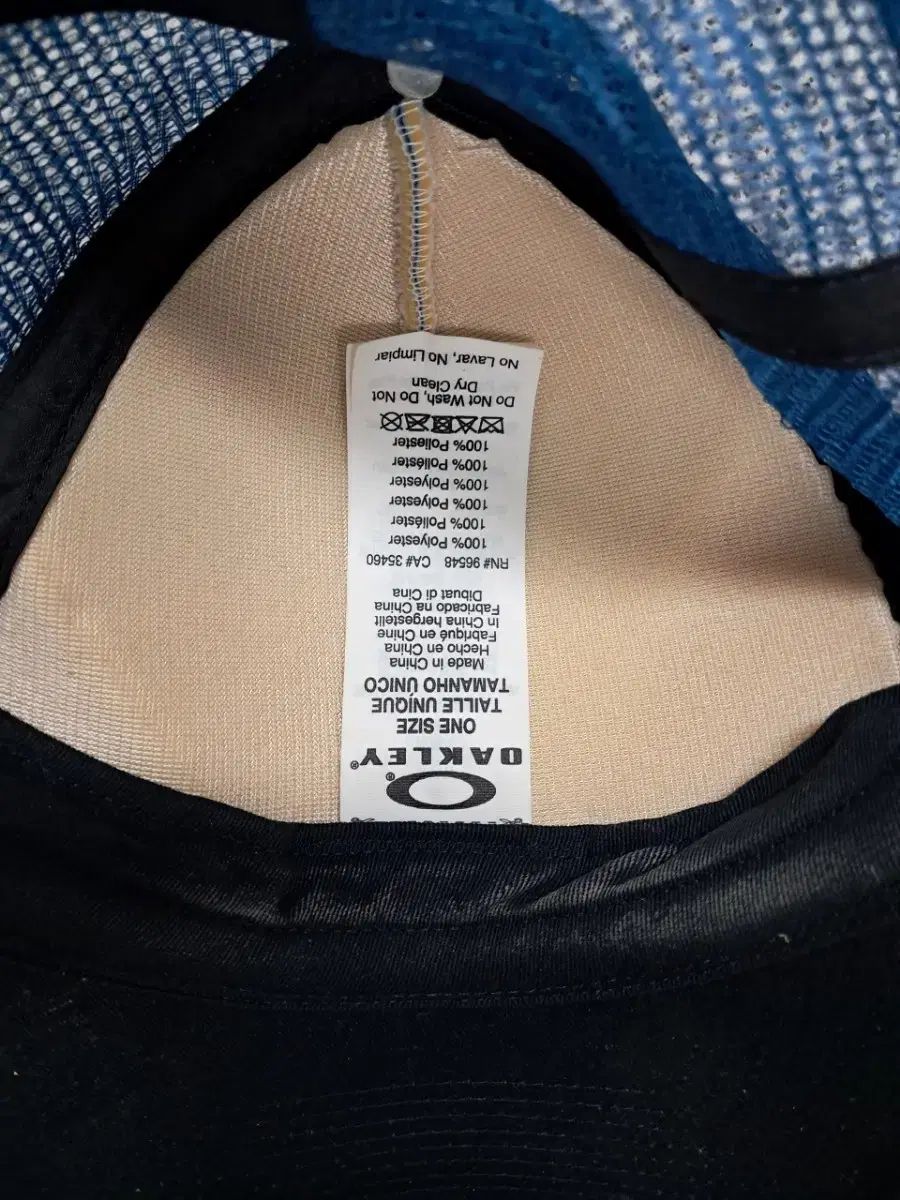 ®
OAKLEY®
ONE SIZE
TAILLE UNIQUE
TAMANHO ÚNICO
Made in China
Hecho en China
Fabriqué en Chine
In China hergestellt
Fabricado na China
Dibuat di Cina
RN# 96548 CA# 35460
100% Polyester
100% Poliéster
100% Polyester
100% Polyester
100% Poliéster
100% Poliester
Do Not Wash, Do Not
Dry Clean
No Lavar, No Limpiar